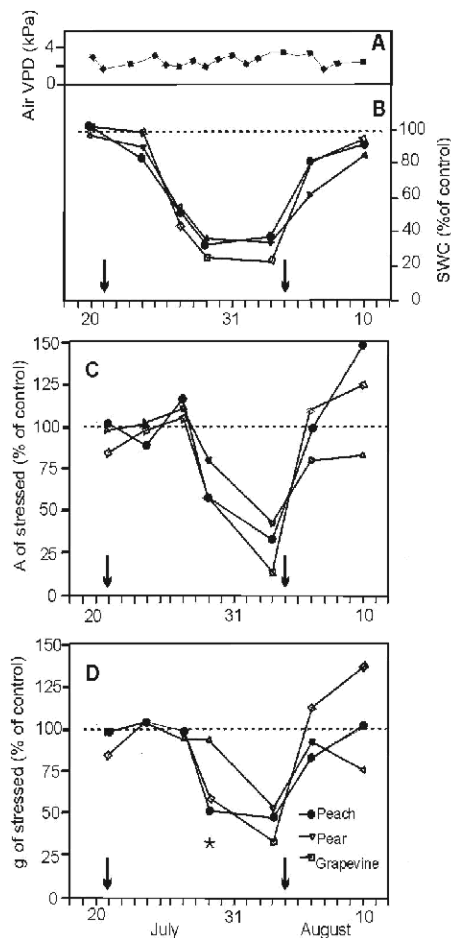 Air VPD (kPa)
4
2
0
A
B
100
80
60
40
20
0
SWC (%of control)
20
31
10
A of stressed (% of control)
150
125
100
75
50
25
0
C
20
31
10
g of stressed (% of control)
150
125
100
75
50
25
0
D
*
Peach
Pear
Grapevine
20
31
10
July
August